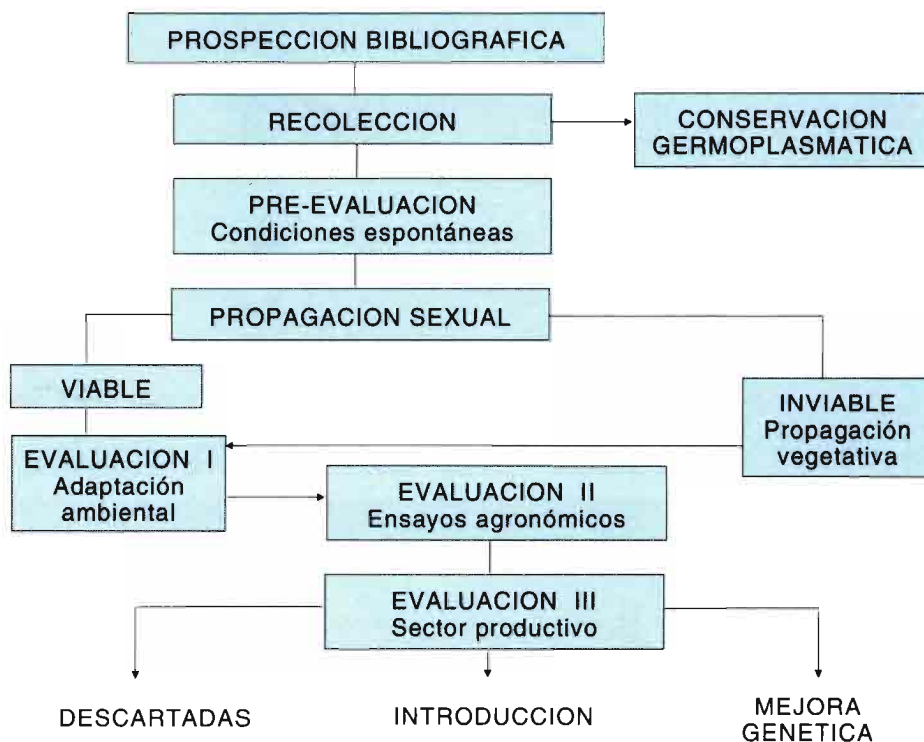 PROSPECCION BIBLIOGRAFICA
RECOLECCION
CONSERVACION
GERMOPLASMATICA
PRE-EVALUACION
Condiciones espontáneas
PROPAGACION SEXUAL
VIABLE
INVIABLE
Propagación
vegetativa
EVALUACION I
Adaptación
ambiental
EVALUACION II
Ensayos agronómicos
EVALUACION III
Sector productivo
DESCARTADAS
INTRODUCCION
MEJORA
GENETICA